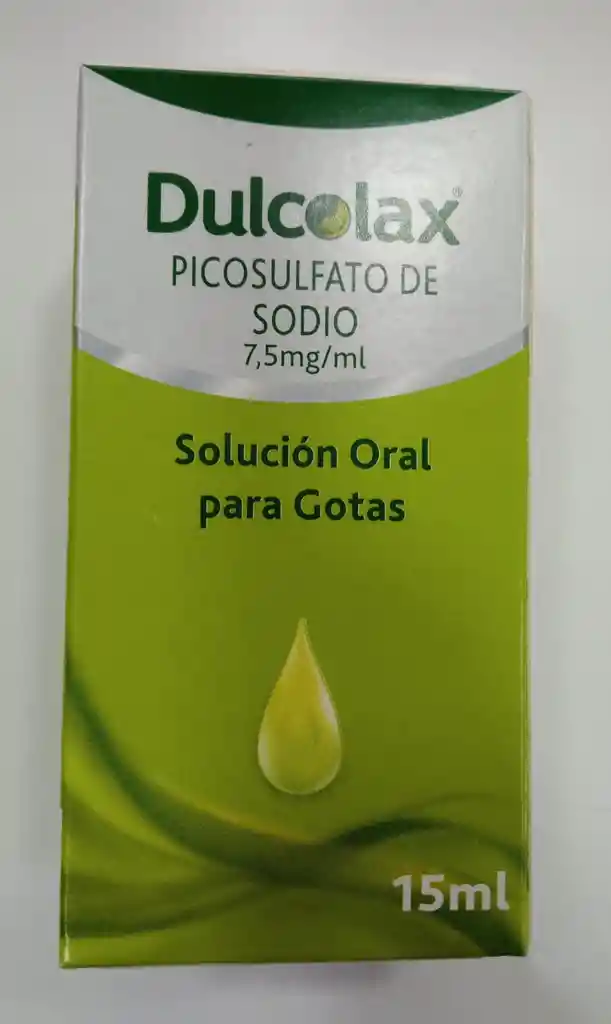 Dulcolax®
PICOSULFATO DE
SODIO
7,5mg/ml
Solución Oral
para Gotas
15ml